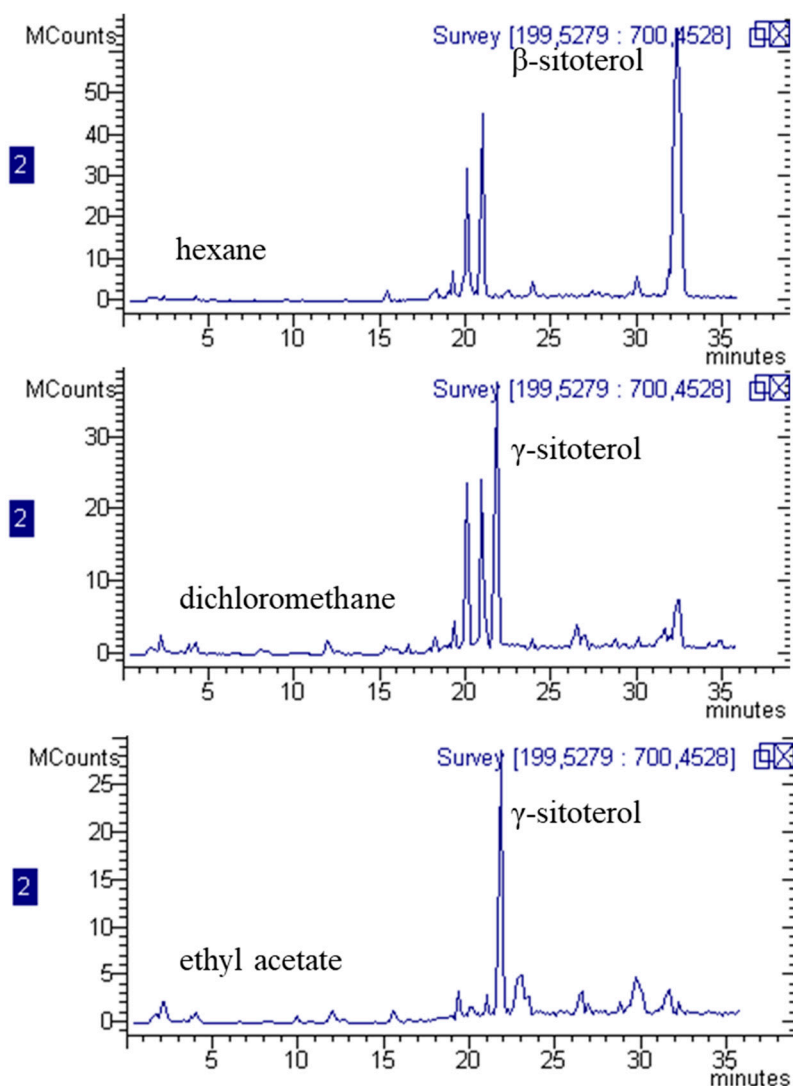 MCounts Survey [199,5279 : 700,4528]
β-sitoterol
50
40
2
30
20
hexane
10
0
5 10 15 20 25 30 35
minutes
MCounts Survey [199,5279 : 700,4528]
30
γ-sitoterol
2
20
10
dichloromethane
0
5 10 15 20 25 30 35
minutes
MCounts Survey [199,5279 : 700,4528]
25
γ-sitoterol
20
2
15
10
ethyl acetate
5
0
5 10 15 20 25 30 35
minutes